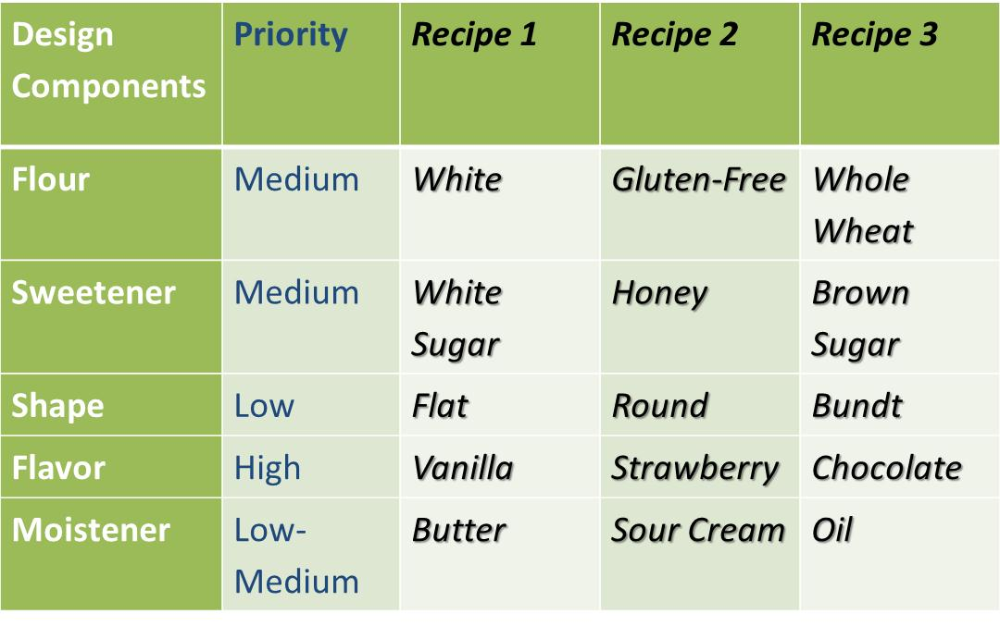 Design Components Priority Recipe 1 Recipe 2 Recipe 3
Flour Medium White Gluten-Free Whole Wheat
Sweetener Medium White Sugar Honey Brown Sugar
Shape Low Flat Round Bundt
Flavor High Vanilla Strawberry Chocolate
Moistener Low-Medium Butter Sour Cream Oil